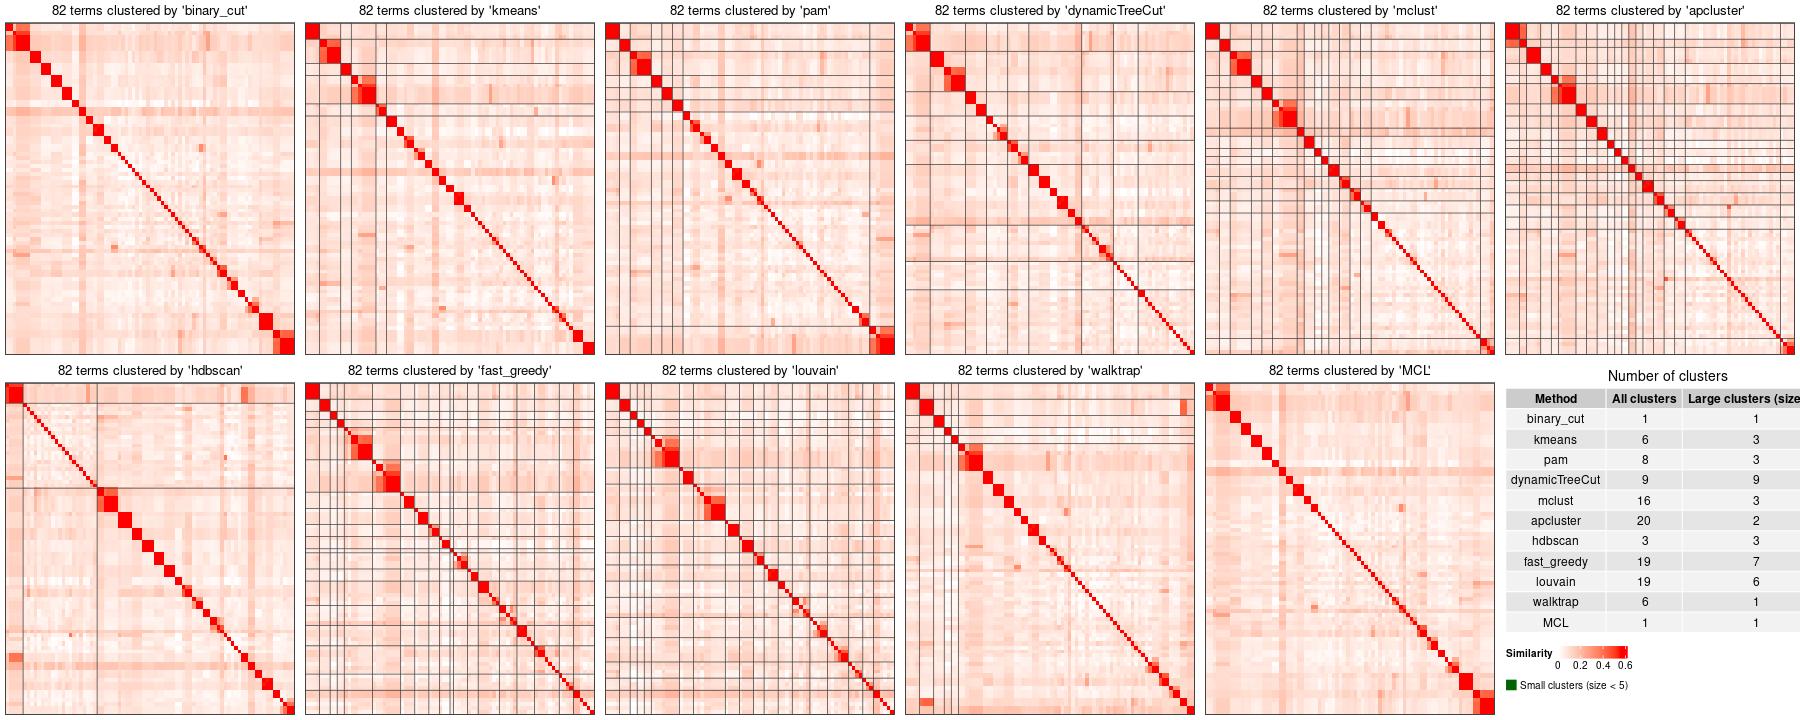 82 terms clustered by 'binary_cut'
82 terms clustered by 'kmeans'
82 terms clustered by 'pam'
82 terms clustered by 'dynamicTreeCut'
82 terms clustered by 'mclust'
82 terms clustered by 'apcluster'
82 terms clustered by 'hdbscan'
82 terms clustered by 'fast_greedy'
82 terms clustered by 'louvain'
82 terms clustered by 'walktrap'
82 terms clustered by 'MCL'
Number of clusters
Method All clusters Large clusters (size
binary_cut 1 1
kmeans 6 3
pam 8 3
dynamicTreeCut 9 9
mclust 16 3
apcluster 20 2
hdbscan 3 3
fast_greedy 19 7
louvain 19 6
walktrap 6 1
MCL 1 1
Similarity
0 0.2 0.4 0.6
Small clusters (size < 5)